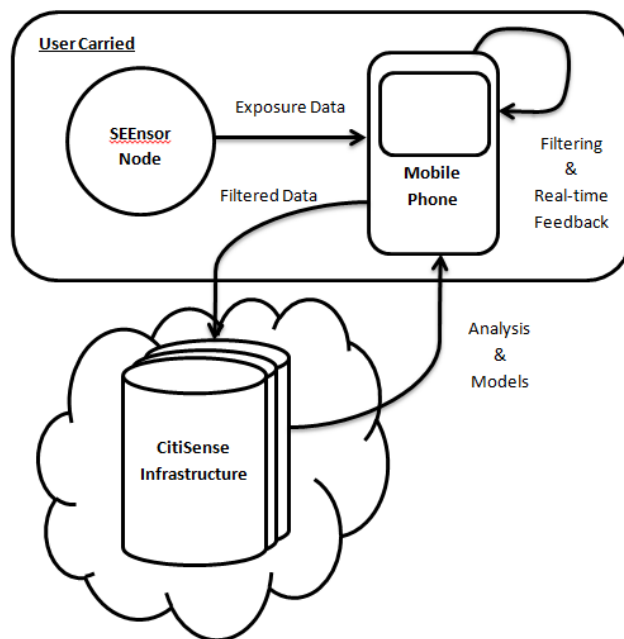 User Carried
SEEnsor
Node
Exposure Data
Mobile
Phone
Filtering
&
Real-time
Feedback
Filtered Data
Analysis
&
Models
CitiSense
Infrastructure